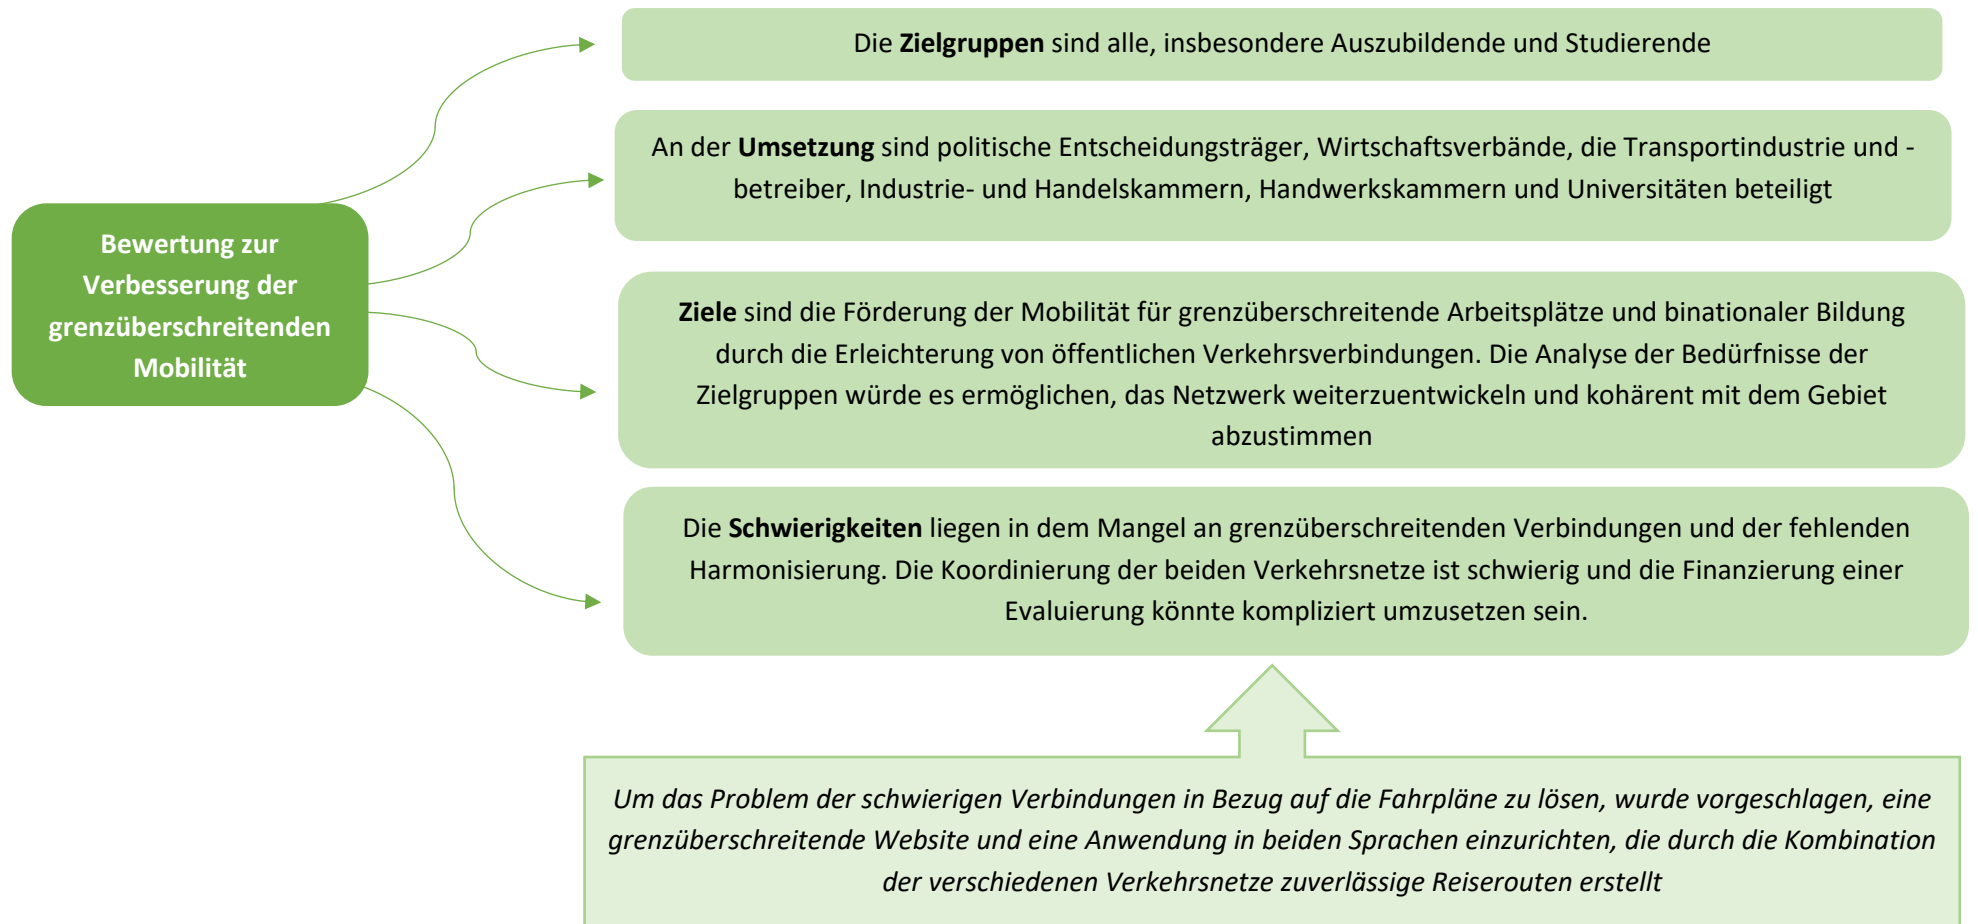 Die Zielgruppen sind alle, insbesondere Auszubildende und Studierende
An der Umsetzung sind politische Entscheidungsträger, Wirtschaftsverbände, die Transportindustrie und -
betreiber, Industrie- und Handelskammern, Handwerkskammern und Universitäten beteiligt
Bewertung zur
Verbesserung der
grenzüberschreitenden
Mobilität
Ziele sind die Förderung der Mobilität für grenzüberschreitende Arbeitsplätze und binationaler Bildung
durch die Erleichterung von öffentlichen Verkehrsverbindungen. Die Analyse der Bedürfnisse der
Zielgruppen würde es ermöglichen, das Netzwerk weiterzuentwickeln und kohärent mit dem Gebiet
abzustimmen
Die Schwierigkeiten liegen in dem Mangel an grenzüberschreitenden Verbindungen und der fehlenden
Harmonisierung. Die Koordinierung der beiden Verkehrsnetze ist schwierig und die Finanzierung einer
Evaluierung könnte kompliziert umzusetzen sein.
Um das Problem der schwierigen Verbindungen in Bezug auf die Fahrpläne zu lösen, wurde vorgeschlagen, eine
grenzüberschreitende Website und eine Anwendung in beiden Sprachen einzurichten, die durch die Kombination
der verschiedenen Verkehrsnetze zuverlässige Reiserouten erstellt